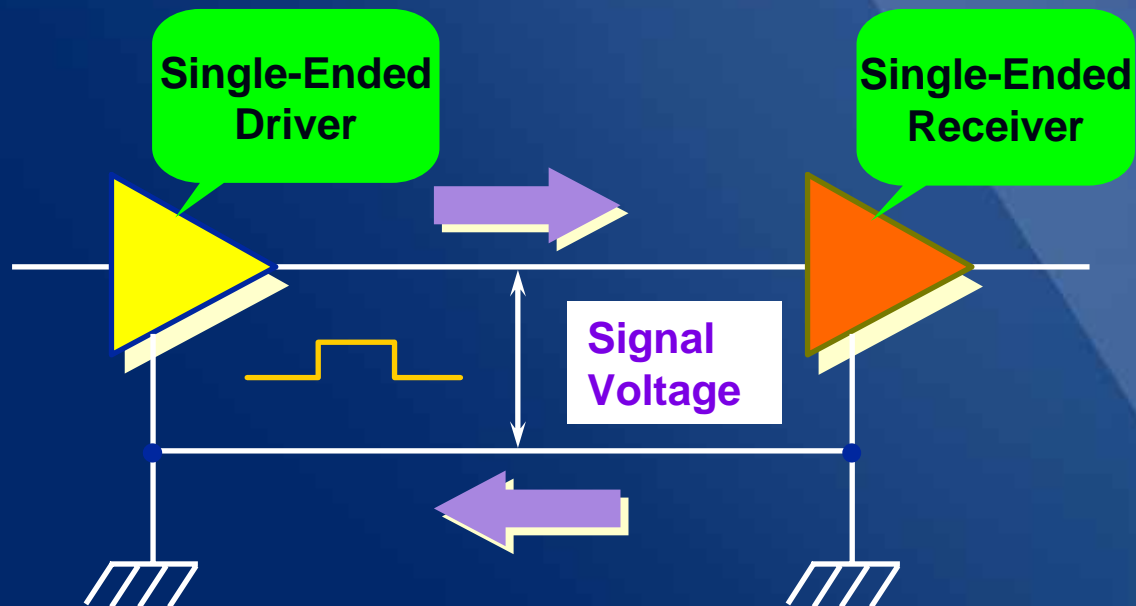 Single-Ended
Driver
Single-Ended
Receiver
Signal
Voltage